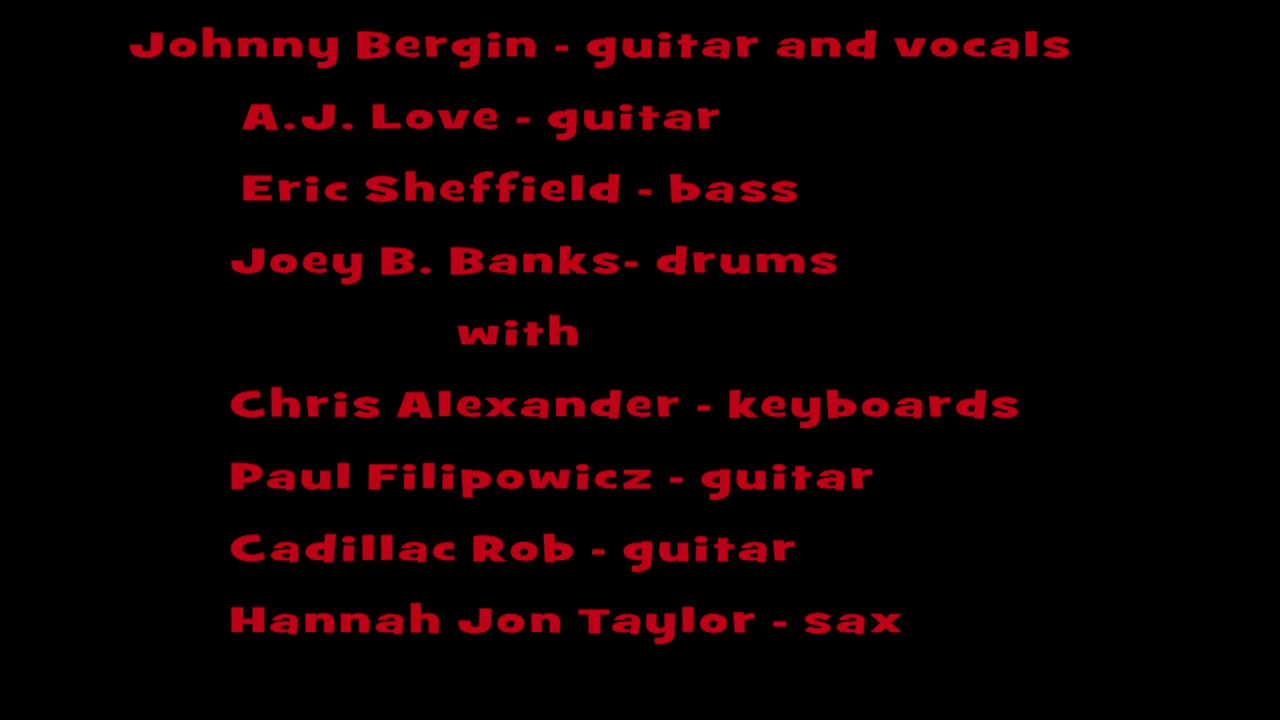 Johnny Bergin - guitar and vocals
A.J. Love - guitar
Eric Sheffield - bass
Joey B. Banks- drums
with
Chris Alexander - keyboards
Paul Filipowicz - guitar
Cadillac Rob - guitar
Hannah Jon Taylor - sax